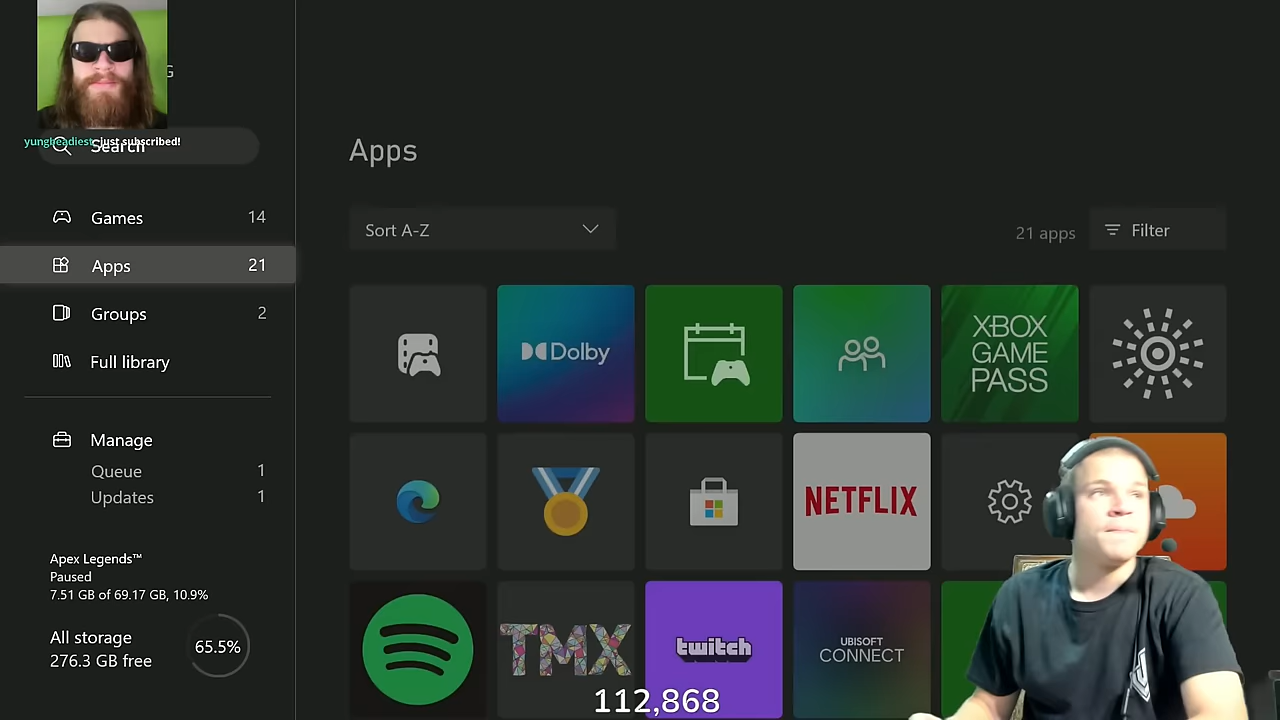 G
yungheadiest just subscribed!
Search
Games 14
Apps 21
Groups 2
Full library
Manage
Queue 1
Updates 1
Apex Legends™
Paused
7.51 GB of 69.17 GB, 10.9%
All storage
276.3 GB free
65.5%
Apps
Sort A-Z
21 apps
Filter
Dolby
XBOX
GAME
PASS
NETFLIX
TMX
twitch
UBISOFT
CONNECT
112,868